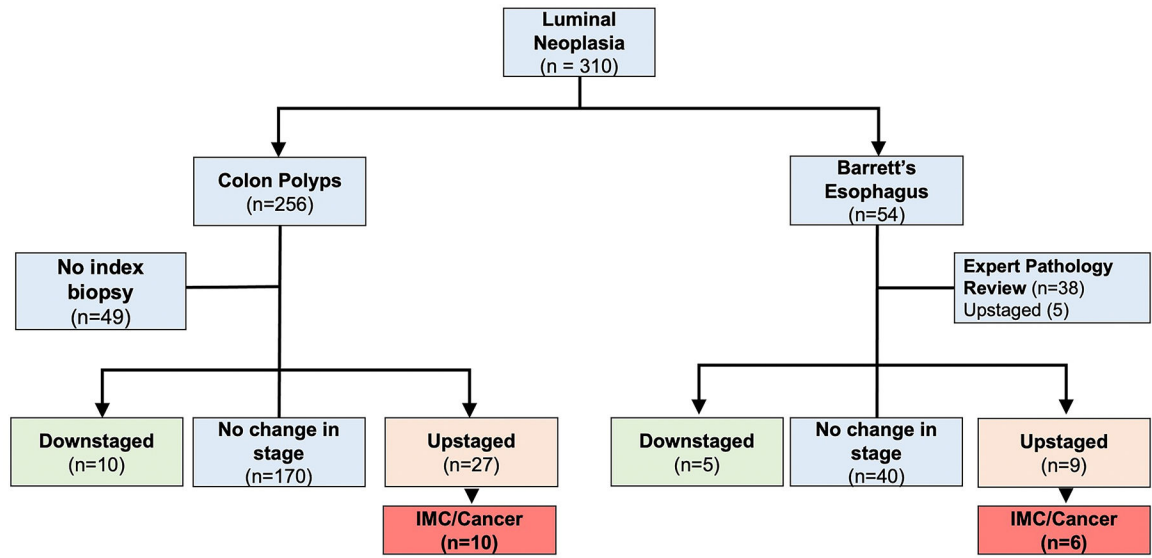 Luminal
Neoplasia
(n = 310)
Colon Polyps
(n=256)
Barrett’s
Esophagus
(n=54)
No index
biopsy
(n=49)
Expert Pathology
Review (n=38)
Upstaged (5)
Downstaged
(n=10)
No change in
stage
(n=170)
Upstaged
(n=27)
IMC/Cancer
(n=10)
Downstaged
(n=5)
No change in
stage
(n=40)
Upstaged
(n=9)
IMC/Cancer
(n=6)